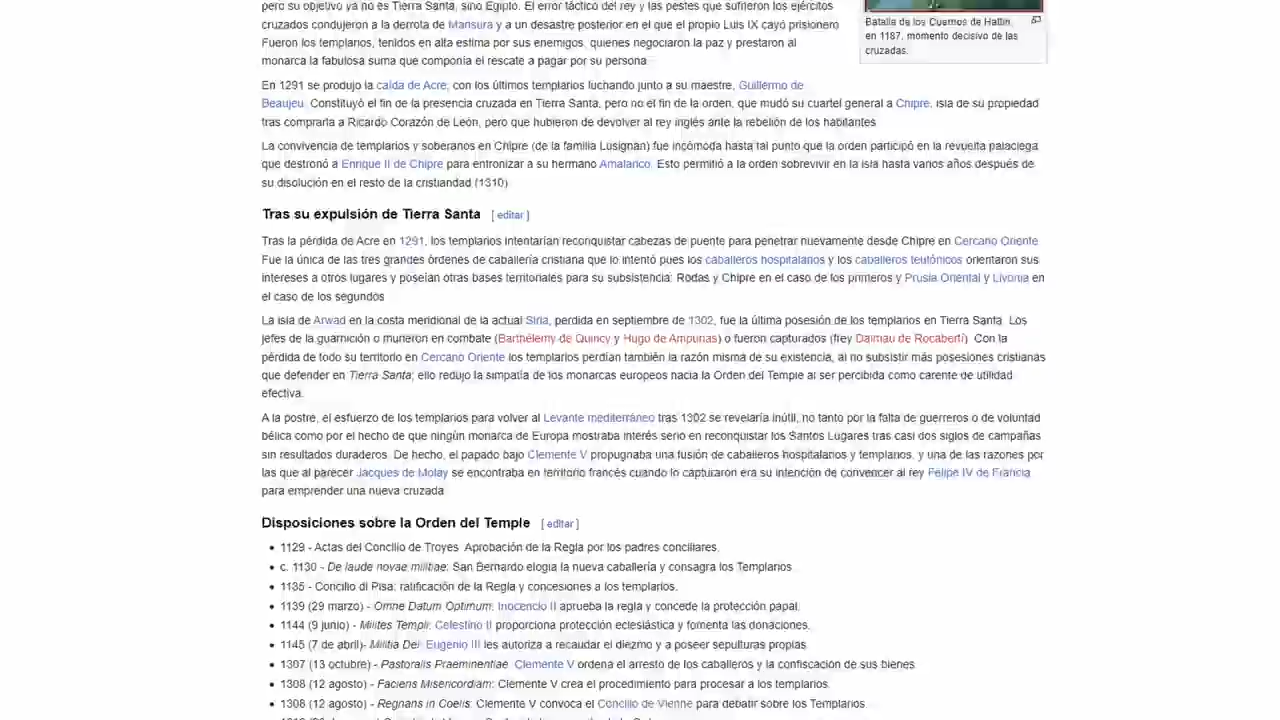 pero su objetivo ya no es Tierra Santa, sino Egipto. El error táctico del rey y las pestes que sufrieron los ejércitos
cruzados condujeron a la derrota de Mansura y a un desastre posterior en el que el propio Luis IX cayó prisionero
Fueron los templarios, tenidos en alta estima por sus enemigos, quienes negociaron la paz y prestaron al
monarca la fabulosa suma que componía el rescate a pagar por su persona
Batalla de los Cuernos de Hattin,
en 1187, momento decisivo de las
cruzadas.
En 1291 se produjo la caída de Acre, con los últimos templarios luchando junto a su maestre, Guillermo de
Beaujeu. Constituyó el fin de la presencia cruzada en Tierra Santa, pero no el fin de la orden, que mudó su cuartel general a Chipre, isla de su propiedad
tras comprarla a Ricardo Corazón de León, pero que hubieron de devolver al rey inglés ante la rebelión de los habitantes
La convivencia de templarios y soberanos en Chipre (de la familia Lusignan) fue incómoda hasta tal punto que la orden participó en la revuelta palaciega
que destronó a Enrique II de Chipre para entronizar a su hermano Amalarico. Esto permitió a la orden sobrevivir en la isla hasta varios años después de
su disolución en el resto de la cristiandad (1310)
Tras su expulsión de Tierra Santa [ editar ]
Tras la pérdida de Acre en 1291, los templarios intentarían reconquistar cabezas de puente para penetrar nuevamente desde Chipre en Cercano Oriente
Fue la única de las tres grandes órdenes de caballería cristiana que lo intentó pues los caballeros hospitalarios y los caballeros teutónicos orientaron sus
intereses a otros lugares y poseían otras bases territoriales para su subsistencia: Rodas y Chipre en el caso de los primeros y Prusia Oriental y Livonia en
el caso de los segundos
La isla de Arwad en la costa meridional de la actual Siria, perdida en septiembre de 1302, fue la última posesión de los templarios en Tierra Santa. Los
jefes de la guarnición o murieron en combate (Barthélemy de Quincy y Hugo de Ampurias) o fueron capturados (frey Dalmau de Rocabertí) Con la
pérdida de todo su territorio en Cercano Oriente los templarios perdían también la razón misma de su existencia, al no subsistir más posesiones cristianas
que defender en Tierra Santa; ello redujo la simpatía de los monarcas europeos hacia la Orden del Temple al ser percibida como carente de utilidad
efectiva.
A la postre, el esfuerzo de los templarios para volver al Levante mediterráneo tras 1302 se revelaría inútil, no tanto por la falta de guerreros o de voluntad
bélica como por el hecho de que ningún monarca de Europa mostraba interés serio en reconquistar los Santos Lugares tras casi dos siglos de campañas
sin resultados duraderos. De hecho, el papado bajo Clemente V propugnaba una fusión de caballeros hospitalarios y templarios, y una de las razones por
las que al parecer Jacques de Molay se encontraba en territorio francés cuando lo capturaron era su intención de convencer al rey Felipe IV de Francia
para emprender una nueva cruzada
Disposiciones sobre la Orden del Temple [ editar ]
• 1129 - Actas del Concilio de Troyes Aprobación de la Regla por los padres conciliares.
• c. 1130 - De laude novae militiae: San Bernardo elogia la nueva caballería y consagra los Templarios
• 1135 - Concilio di Pisa: ratificación de la Regla y concesiones a los templarios.
• 1139 (29 marzo) - Omne Datum Optimum: Inocencio II aprueba la regla y concede la protección papal.
• 1144 (9 junio) - Milites Templi: Celestino II proporciona protección eclesiástica y fomenta las donaciones.
• 1145 (7 de abril)- Militia Dei Eugenio III les autoriza a recaudar el diezmo y a poseer sepulturas propias
• 1307 (13 octubre) - Pastoralis Praeminentiae Clemente V ordena el arresto de los caballeros y la confiscación de sus bienes
• 1308 (12 agosto) - Faciens Misericordiam: Clemente V crea el procedimiento para procesar a los templarios.
• 1308 (12 agosto) - Regnans in Coelis: Clemente V convoca el Concilio de Vienne para debatir sobre los Templarios.